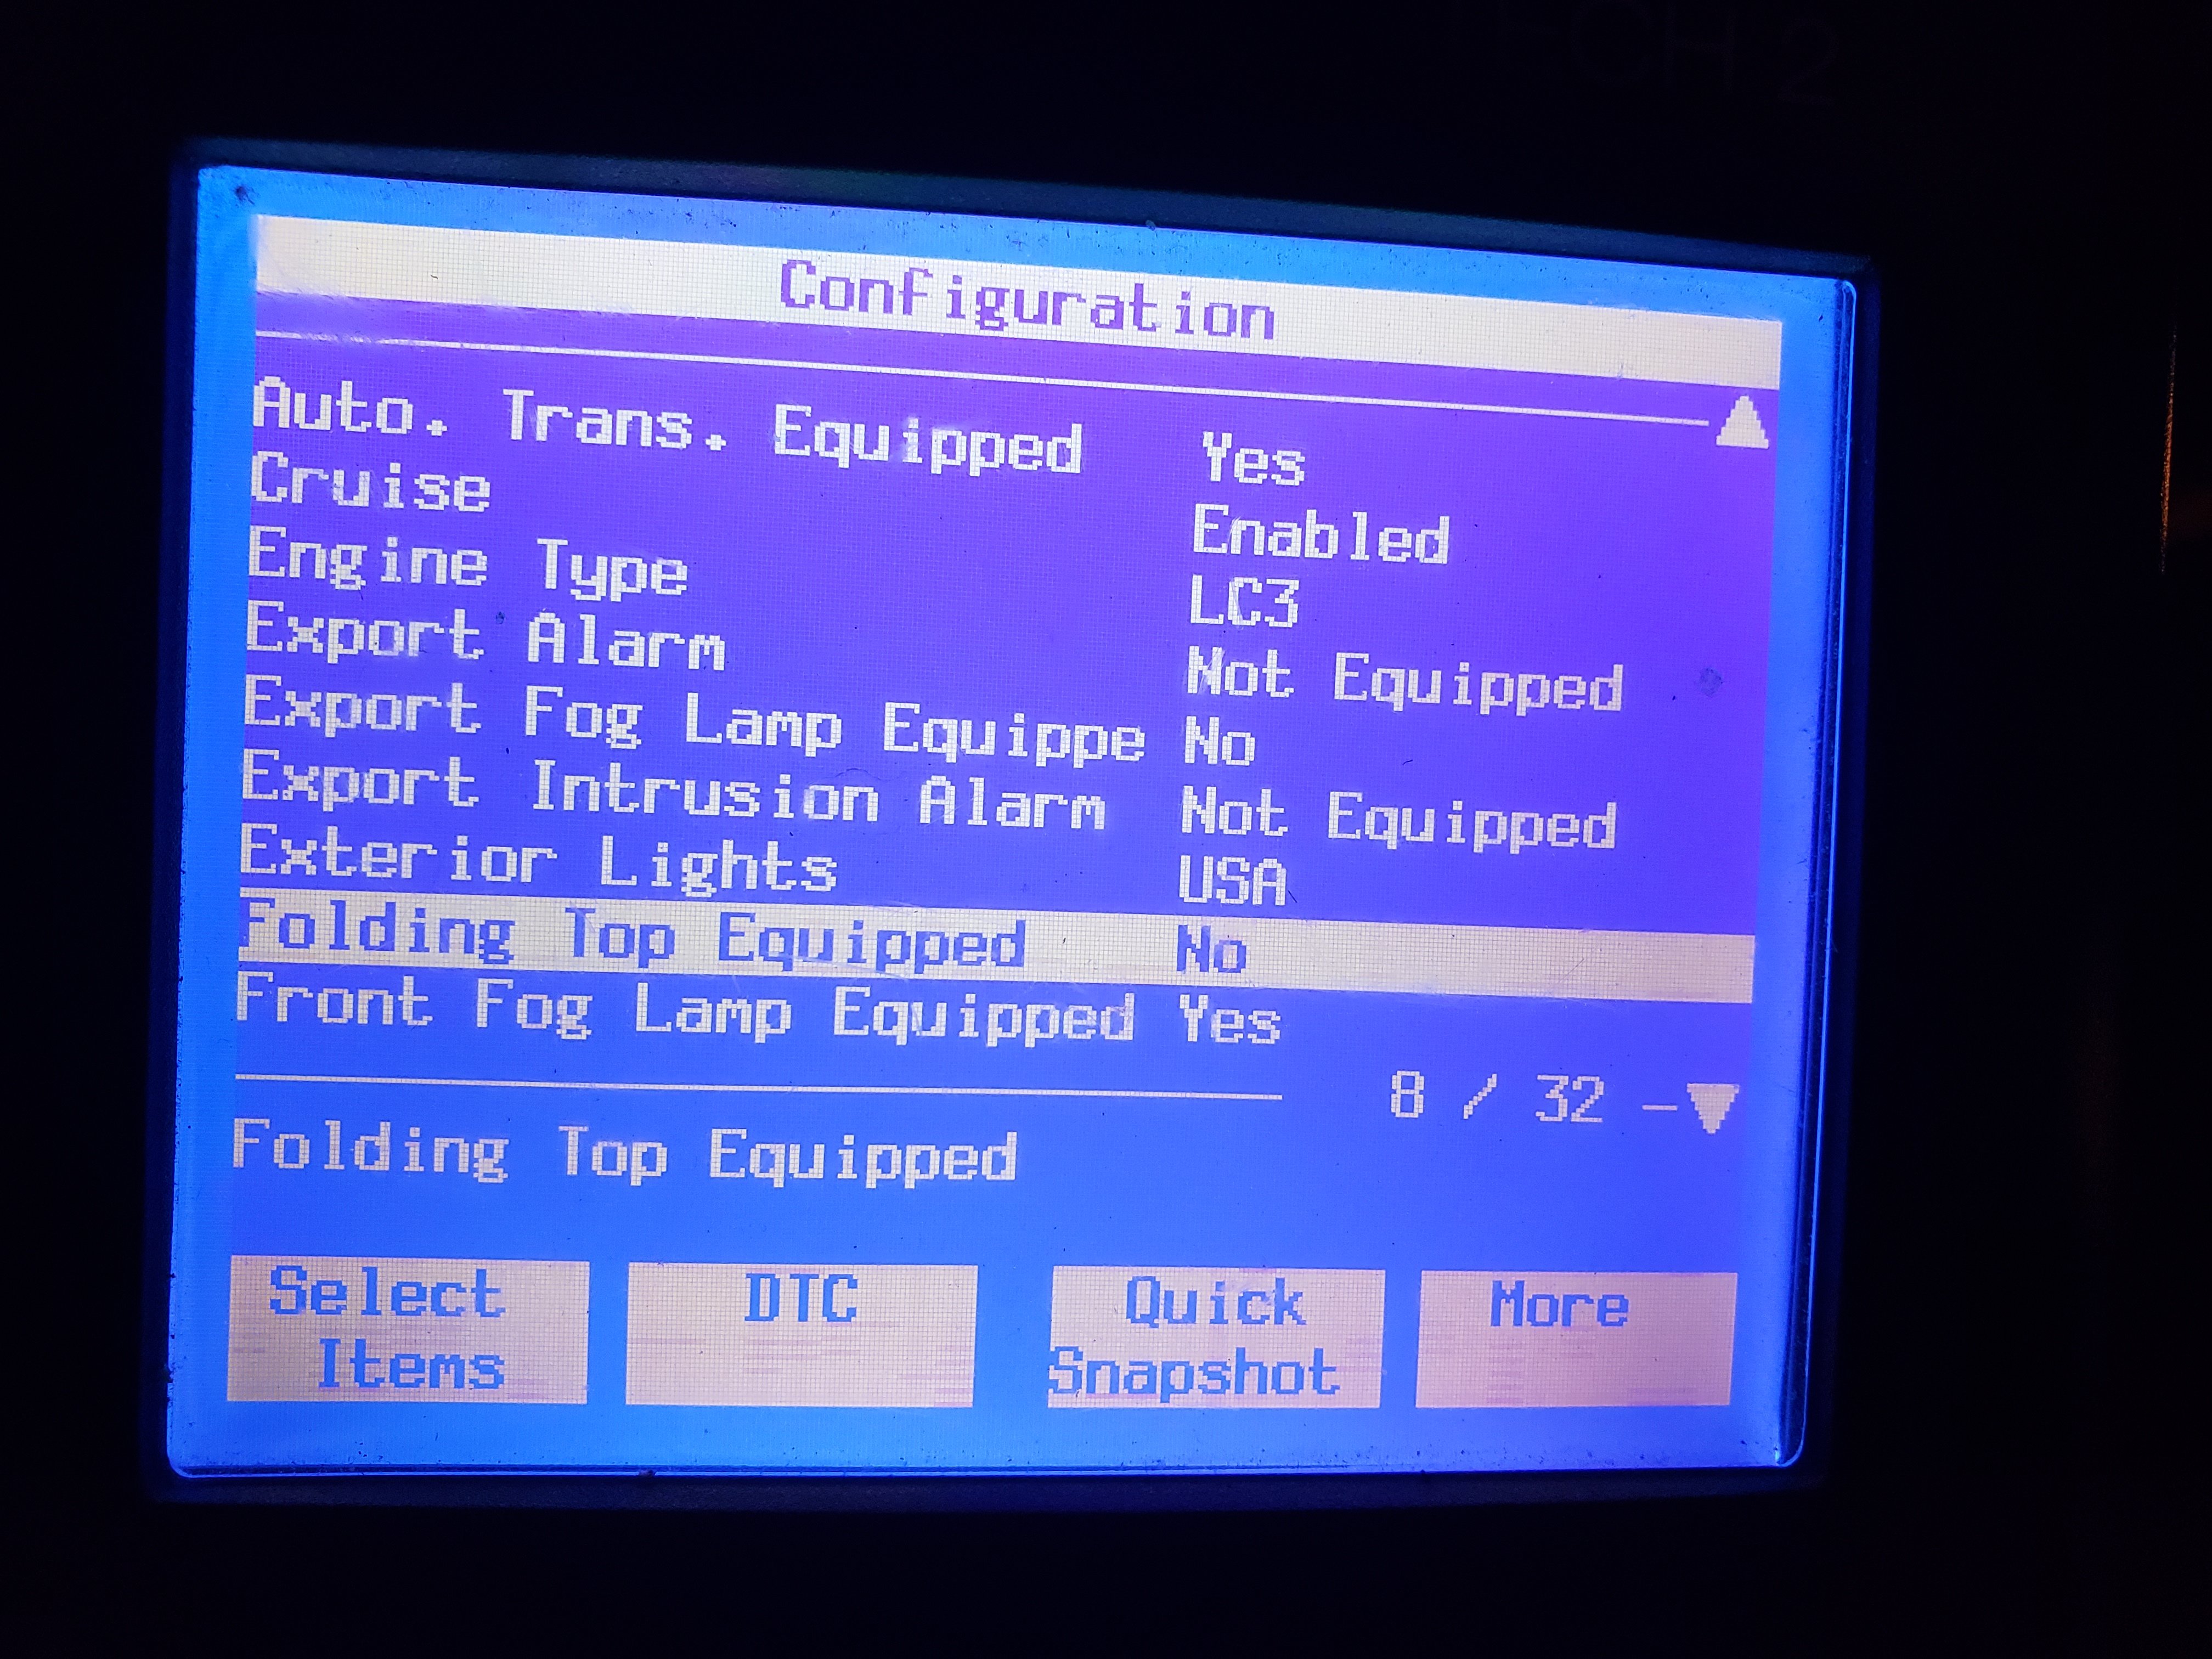 TECH 2
Configuration
Auto. Trans. Equipped Yes
Cruise Enabled
Engine Type LC3
Export Alarm Not Equipped
Export Fog Lamp Equippe No
Export Intrusion Alarm Not Equipped
Exterior Lights USA
Folding Top Equipped No
Front Fog Lamp Equipped Yes
8 / 32
Folding Top Equipped
Select Items
DTC
Quick Snapshot
More